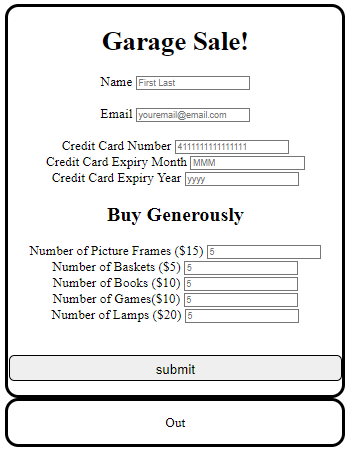 Garage Sale!
Name First Last
Email youremail@email.com
Credit Card Number 4111111111111111
Credit Card Expiry Month MMM
Credit Card Expiry Year yyyy
Buy Generously
Number of Picture Frames ($15) 5
Number of Baskets ($5) 5
Number of Books ($10) 5
Number of Games($10) 5
Number of Lamps ($20) 5
submit
Out